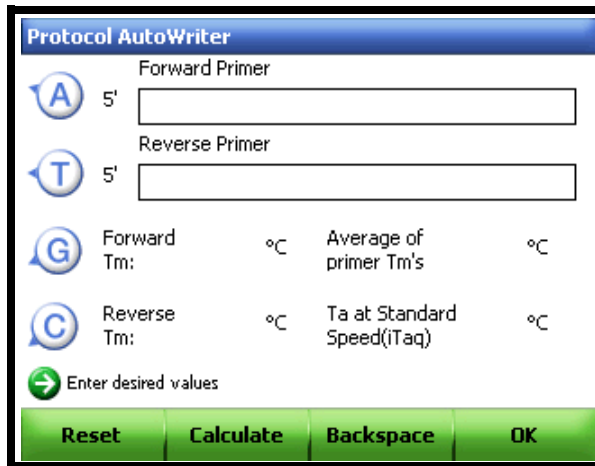 Protocol AutoWriter
Forward Primer
A 5'
Reverse Primer
T 5'
G Forward Tm: °C Average of primer Tm's °C
C Reverse Tm: °C Ta at Standard Speed(iTaq) °C
Enter desired values
Reset Calculate Backspace OK